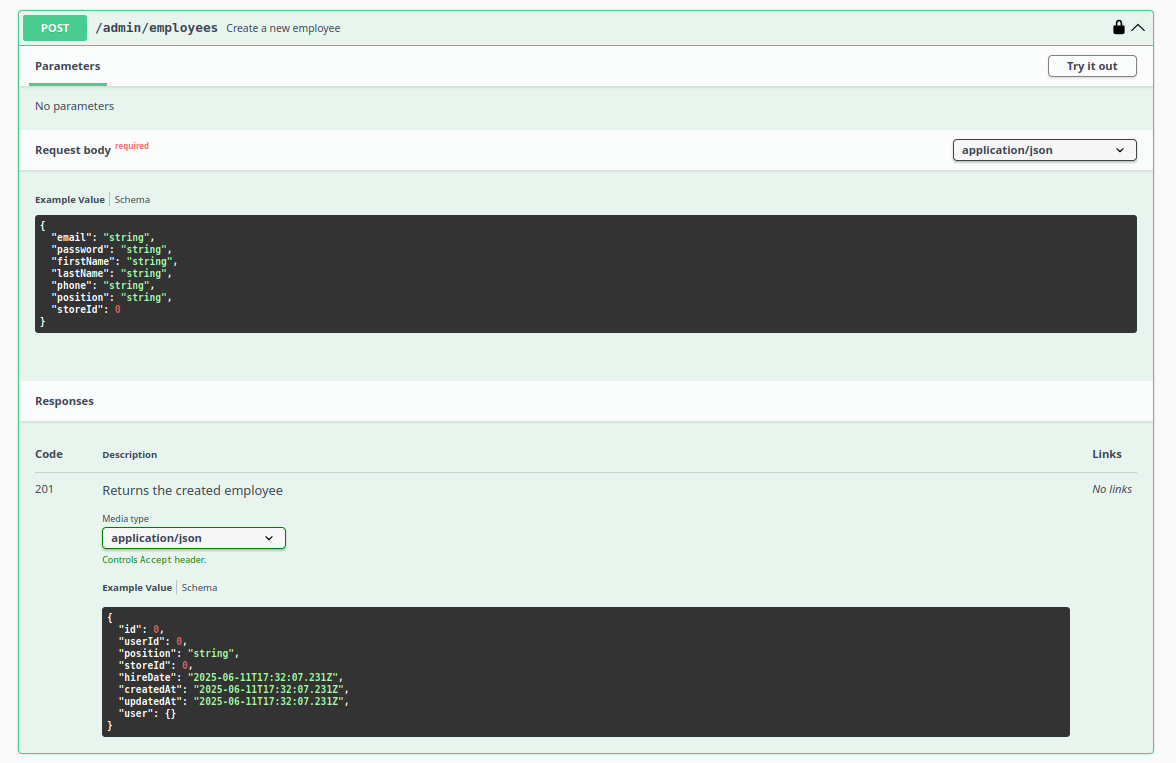 POST /admin/employees Create a new employee
Parameters Try it out
No parameters
Request body required application/json
Example Value Schema
{
  "email": "string",
  "password": "string",
  "firstName": "string",
  "lastName": "string",
  "phone": "string",
  "position": "string",
  "storeId": 0
}
Responses
Code Description Links
201 Returns the created employee No links
Media type
application/json
Controls Accept header.
Example Value Schema
{
  "id": 0,
  "userId": 0,
  "position": "string",
  "storeId": 0,
  "hireDate": "2025-06-11T17:32:07.231Z",
  "createdAt": "2025-06-11T17:32:07.231Z",
  "updatedAt": "2025-06-11T17:32:07.231Z",
  "user": {}
}